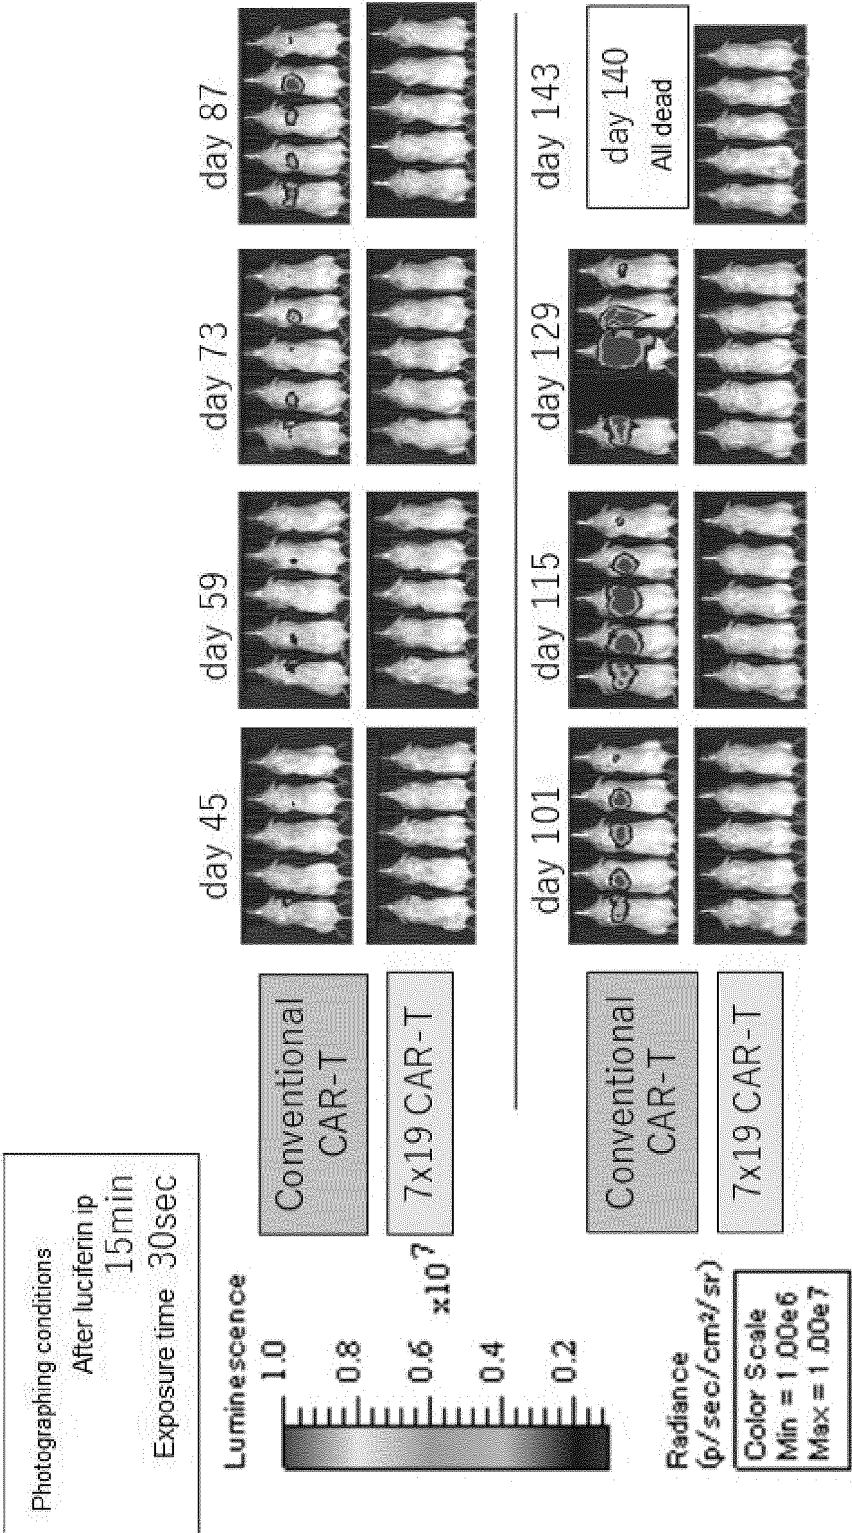 Photographing conditions
After luciferin ip
15min
Exposure time 30sec
Luminescence
1.0
0.8
0.6
0.4
0.2
x10⁷
Radiance
(p/sec/cm²/sr)
Color Scale
Min = 1.00e6
Max = 1.00e7
day 45
day 59
day 73
day 87
Conventional
CAR-T
7x19 CAR-T
day 101
day 115
day 129
day 143
Conventional
CAR-T
day 140
All dead
7x19 CAR-T